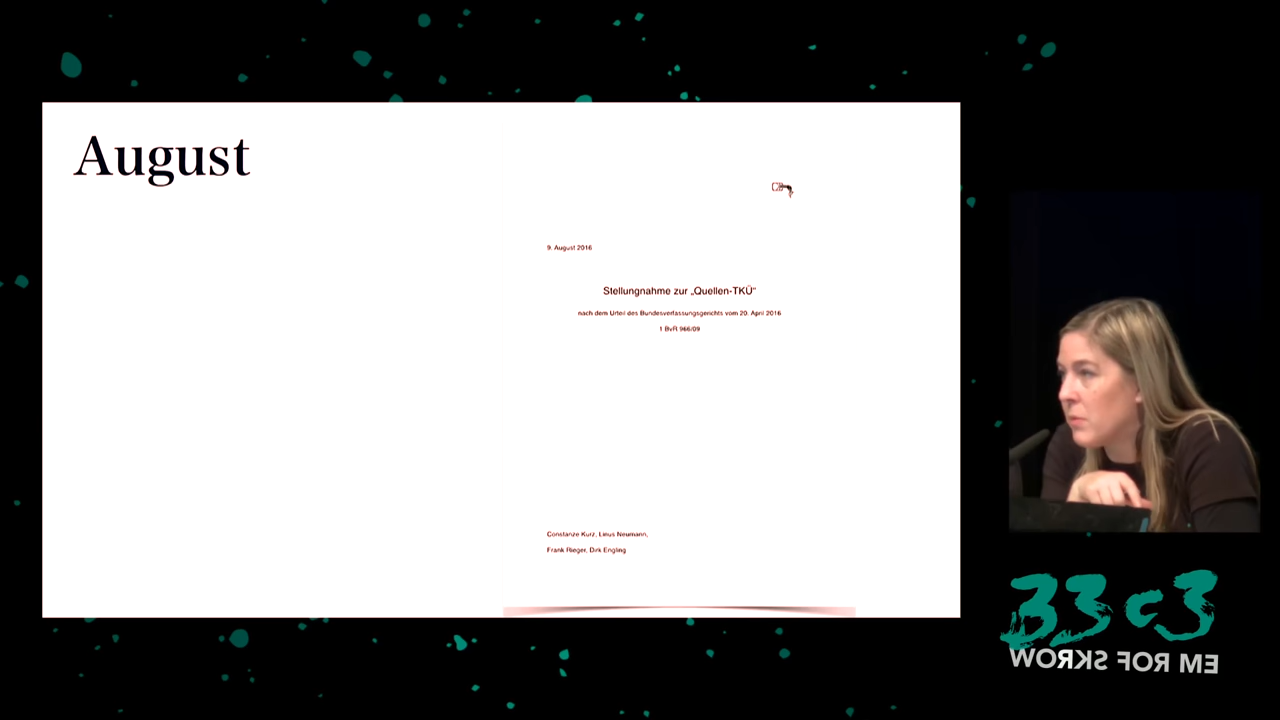 August
9. August 2016
Stellungnahme zur „Quellen-TKÜ“
nach dem Urteil des Bundesverfassungsgerichts vom 20. April 2016
1 BvR 966/09
Constanze Kurz, Linus Neumann,
Frank Rieger, Dirk Engling
33c3
WORKS FOR ME